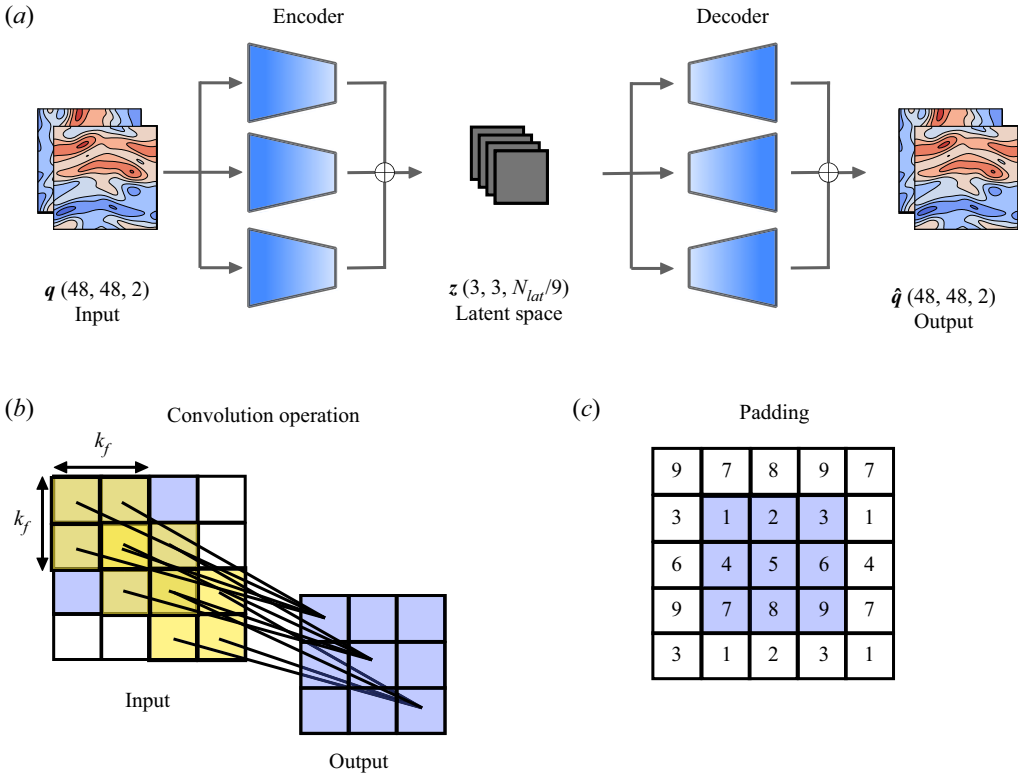 (a)
Encoder
Decoder
q (48, 48, 2)
Input
z (3, 3, N_lat/9)
Latent space
q̂ (48, 48, 2)
Output
(b)
Convolution operation
k_f
k_f
Input
Output
(c)
Padding
9 7 8 9 7
3 1 2 3 1
6 4 5 6 4
9 7 8 9 7
3 1 2 3 1